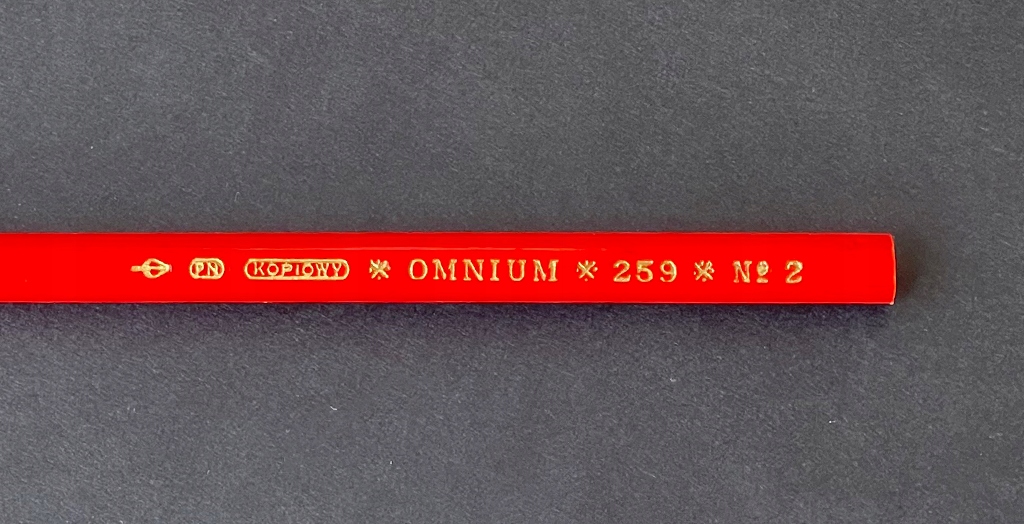 PN KOPIOWY ※ OMNIUM ※ 259 ※ Nº 2